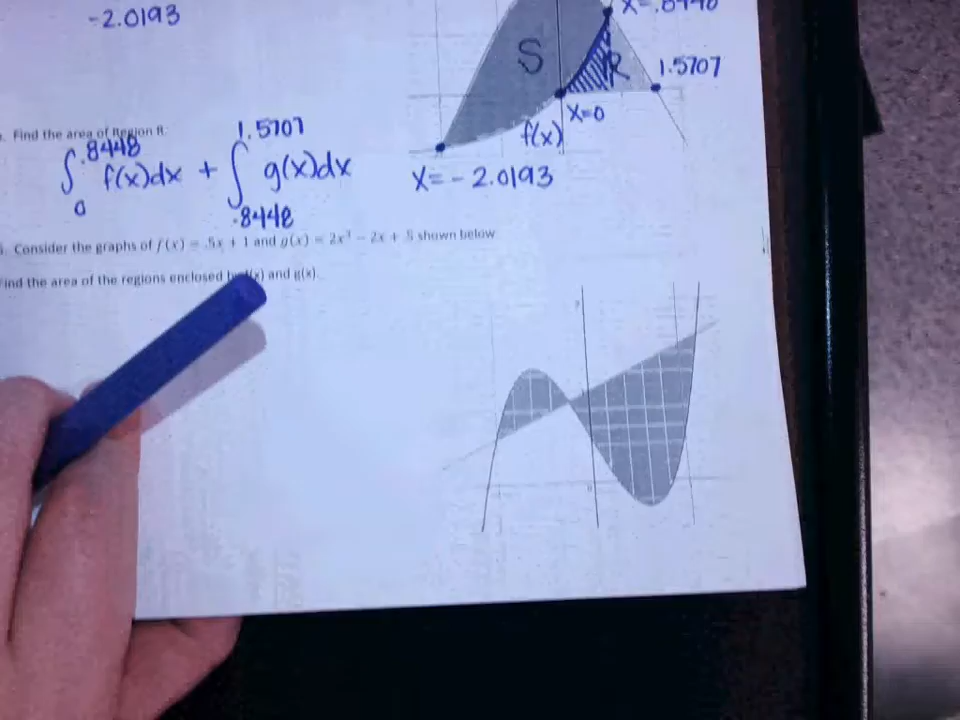 -2.0193
X=.8448
S
R
1.5707
X=0
f(x)
X=-2.0193
. Find the area of Region R.
∫ 0 .8448 f(x)dx + ∫ .8448 1.5707 g(x)dx
. Consider the graphs of f(x) = .5x + 1 and g(x) = 2x³ − 2x + .5 shown below
Find the area of the regions enclosed f(x) and g(x).